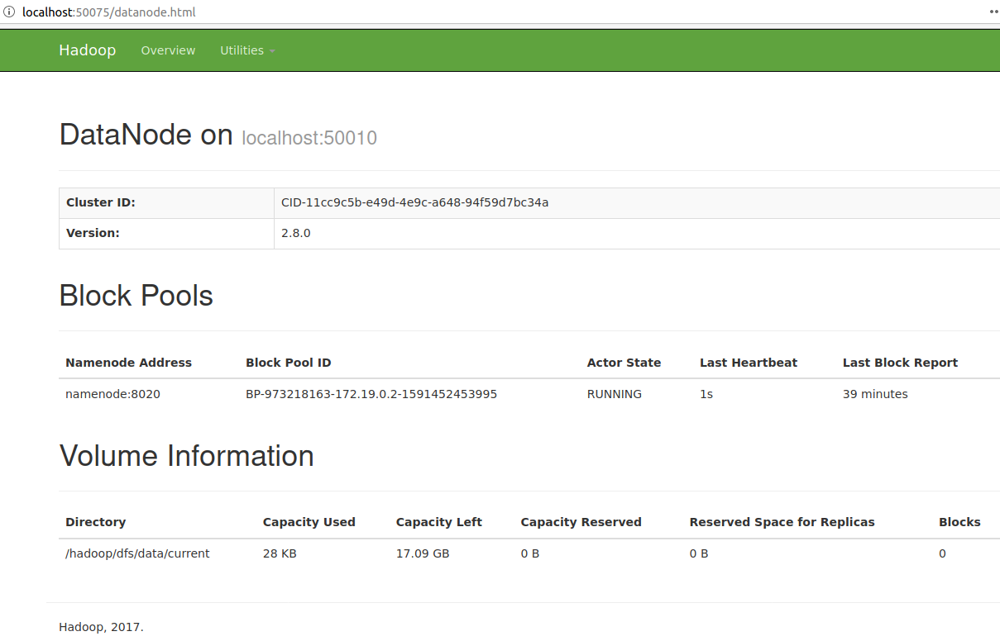 localhost:50075/datanode.html
Hadoop Overview Utilities
DataNode on localhost:50010
Cluster ID: CID-11cc9c5b-e49d-4e9c-a648-94f59d7bc34a
Version: 2.8.0
Block Pools
Namenode Address Block Pool ID Actor State Last Heartbeat Last Block Report
namenode:8020 BP-973218163-172.19.0.2-1591452453995 RUNNING 1s 39 minutes
Volume Information
Directory Capacity Used Capacity Left Capacity Reserved Reserved Space for Replicas Blocks
/hadoop/dfs/data/current 28 KB 17.09 GB 0 B 0 B 0
Hadoop, 2017.